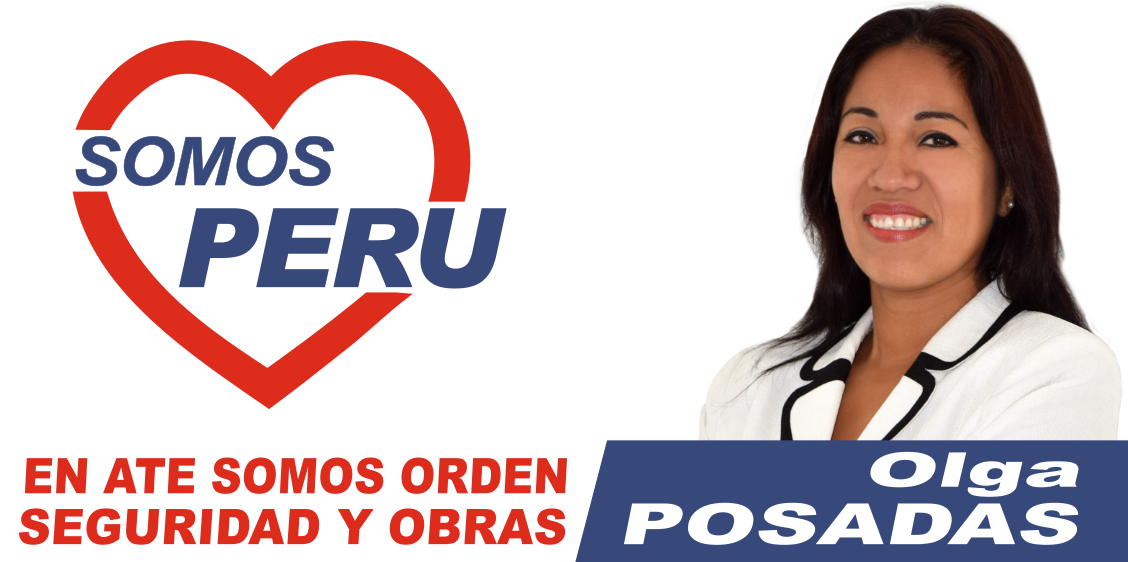 SOMOS
PERU
EN ATE SOMOS ORDEN
SEGURIDAD Y OBRAS
Olga
POSADAS